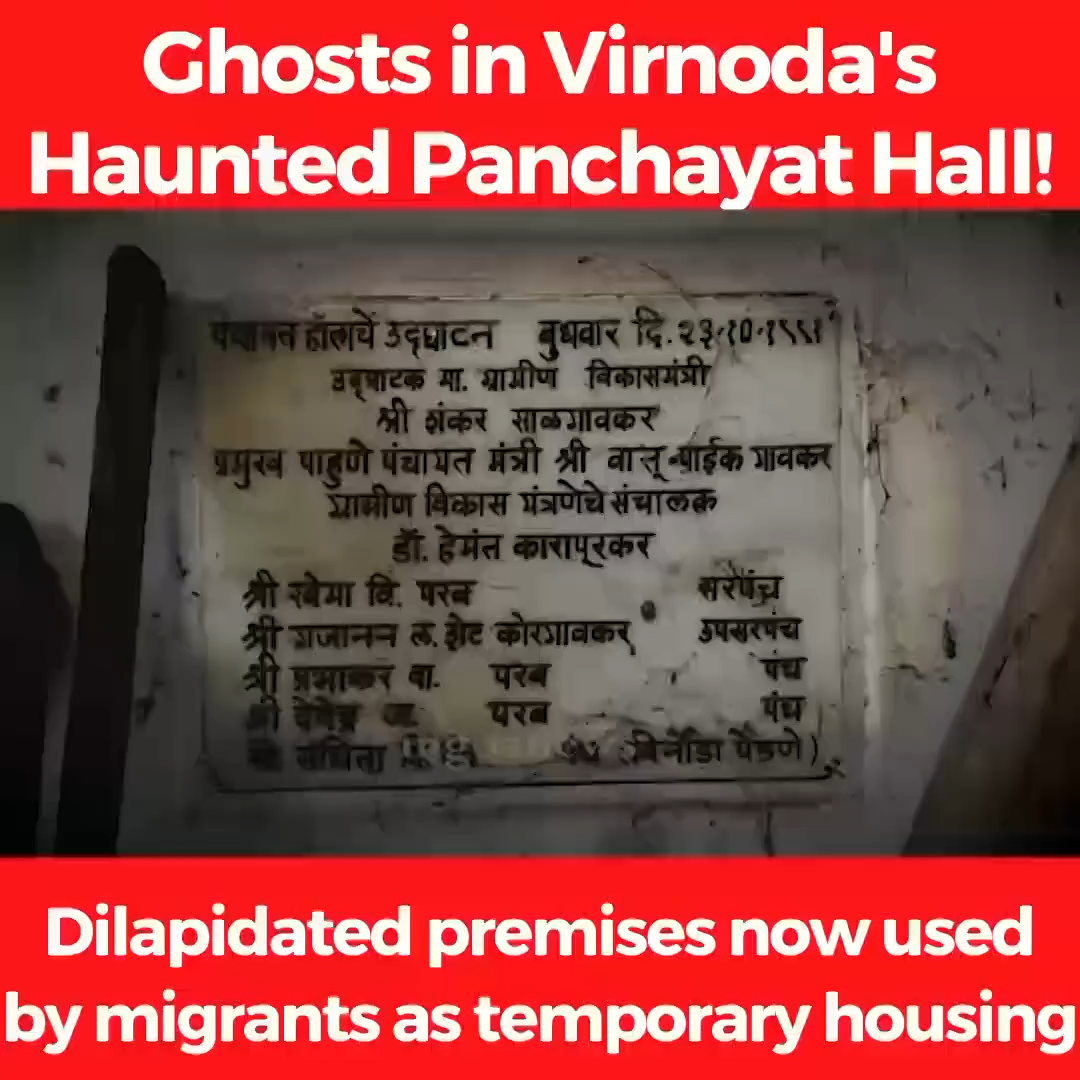 Ghosts in Virnoda's
Haunted Panchayat Hall!
पंचायत हॉलचें उद्घाटन बुधवार दि. २३-१०-१९९१
उद्घाटक मा. ग्रामीण विकासमंत्री
श्री शंकर साळगावकर
प्रमुख पाहुणे पंचायत मंत्री श्री वासू पाईक गावकर
ग्रामीण विकास यंत्रणेचे संचालक
डॉ. हेमंत कारापूरकर
श्री खेमा वि. परब सरपंच
श्री गजानन ल. शेट कोरगावकर उपसरपंच
श्री प्रभाकर वा. परब पंच
श्री परब पंच
(विर्नोडा पेडणे)
Dilapidated premises now used
by migrants as temporary housing